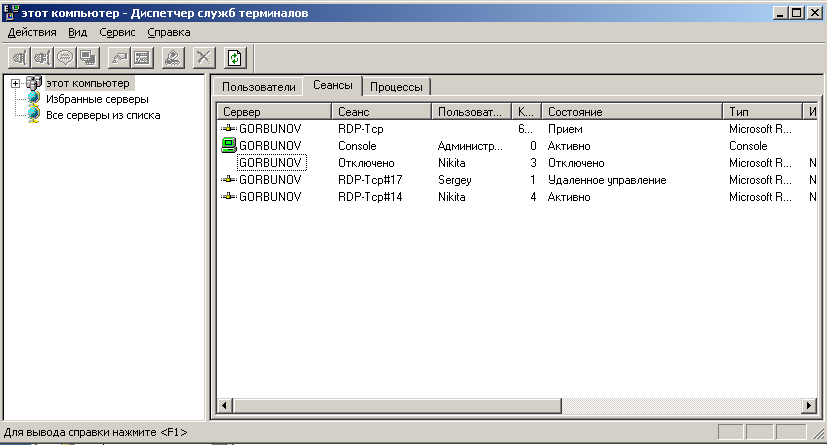 этот компьютер - Диспетчер служб терминалов
Действия Вид Сервис Справка
этот компьютер
Избранные серверы
Все серверы из списка
Пользователи Сеансы Процессы
Сервер Сеанс Пользоват... К... Состояние Тип И
GORBUNOV RDP-Tcp 6... Прием Microsoft R...
GORBUNOV Console Администр... 0 Активно Console
GORBUNOV Отключено Nikita 3 Отключено Microsoft R... N
GORBUNOV RDP-Tcp#17 Sergey 1 Удаленное управление Microsoft R... N
GORBUNOV RDP-Tcp#14 Nikita 4 Активно Microsoft R... N
Для вывода справки нажмите <F1>